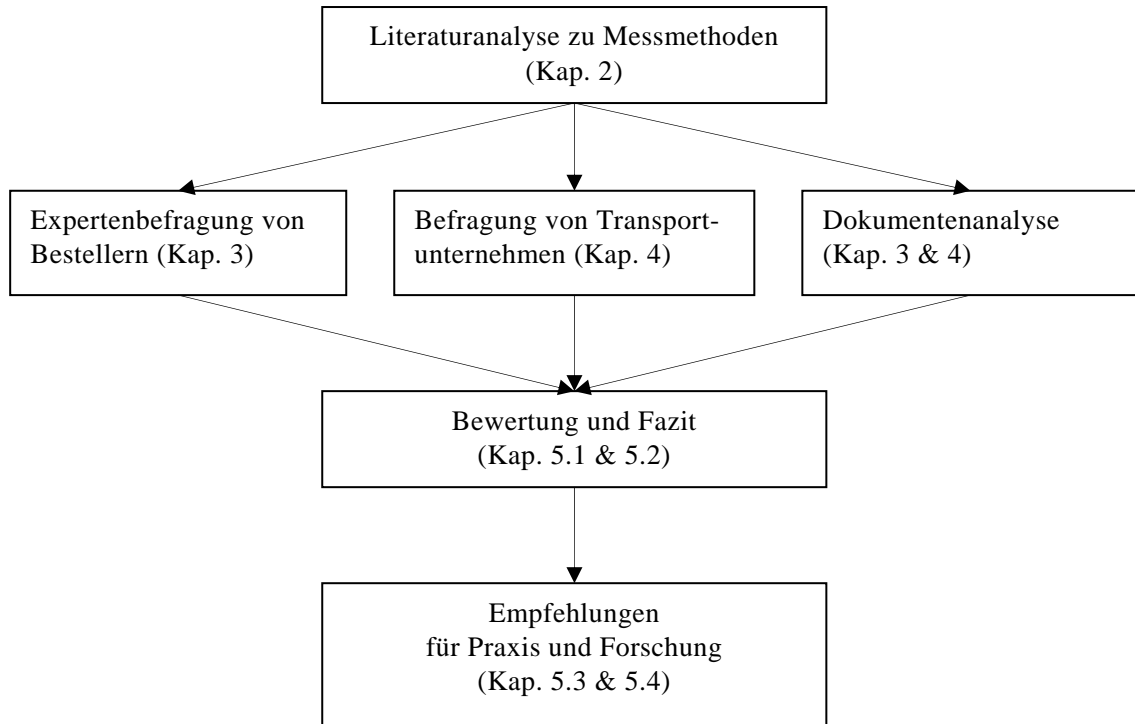 Literaturanalyse zu Messmethoden
(Kap. 2)
Expertenbefragung von
Bestellern (Kap. 3)
Befragung von Transport-
unternehmen (Kap. 4)
Dokumentenanalyse
(Kap. 3 & 4)
Bewertung und Fazit
(Kap. 5.1 & 5.2)
Empfehlungen
für Praxis und Forschung
(Kap. 5.3 & 5.4)